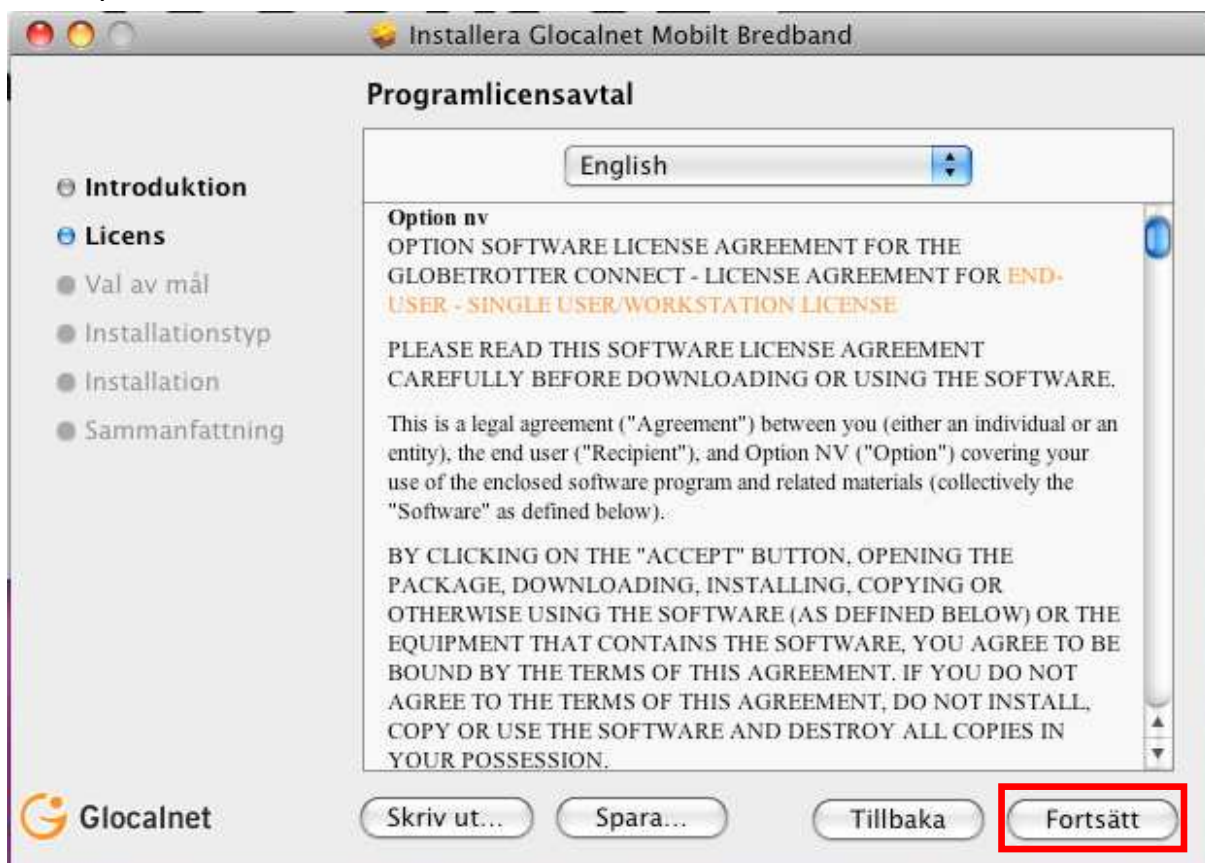 Installera Glocalnet Mobilt Bredband
Programlicensavtal
Introduktion
Licens
Val av mål
Installationstyp
Installation
Sammanfattning
English
Option nv
OPTION SOFTWARE LICENSE AGREEMENT FOR THE
GLOBETROTTER CONNECT - LICENSE AGREEMENT FOR END-
USER - SINGLE USER/WORKSTATION LICENSE
PLEASE READ THIS SOFTWARE LICENSE AGREEMENT
CAREFULLY BEFORE DOWNLOADING OR USING THE SOFTWARE.
This is a legal agreement ("Agreement") between you (either an individual or an
entity), the end user ("Recipient"), and Option NV ("Option") covering your
use of the enclosed software program and related materials (collectively the
"Software" as defined below).
BY CLICKING ON THE "ACCEPT" BUTTON, OPENING THE
PACKAGE, DOWNLOADING, INSTALLING, COPYING OR
OTHERWISE USING THE SOFTWARE (AS DEFINED BELOW) OR THE
EQUIPMENT THAT CONTAINS THE SOFTWARE, YOU AGREE TO BE
BOUND BY THE TERMS OF THIS AGREEMENT. IF YOU DO NOT
AGREE TO THE TERMS OF THIS AGREEMENT, DO NOT INSTALL,
COPY OR USE THE SOFTWARE AND DESTROY ALL COPIES IN
YOUR POSSESSION.
Glocalnet
Skriv ut...
Spara...
Tillbaka
Fortsätt